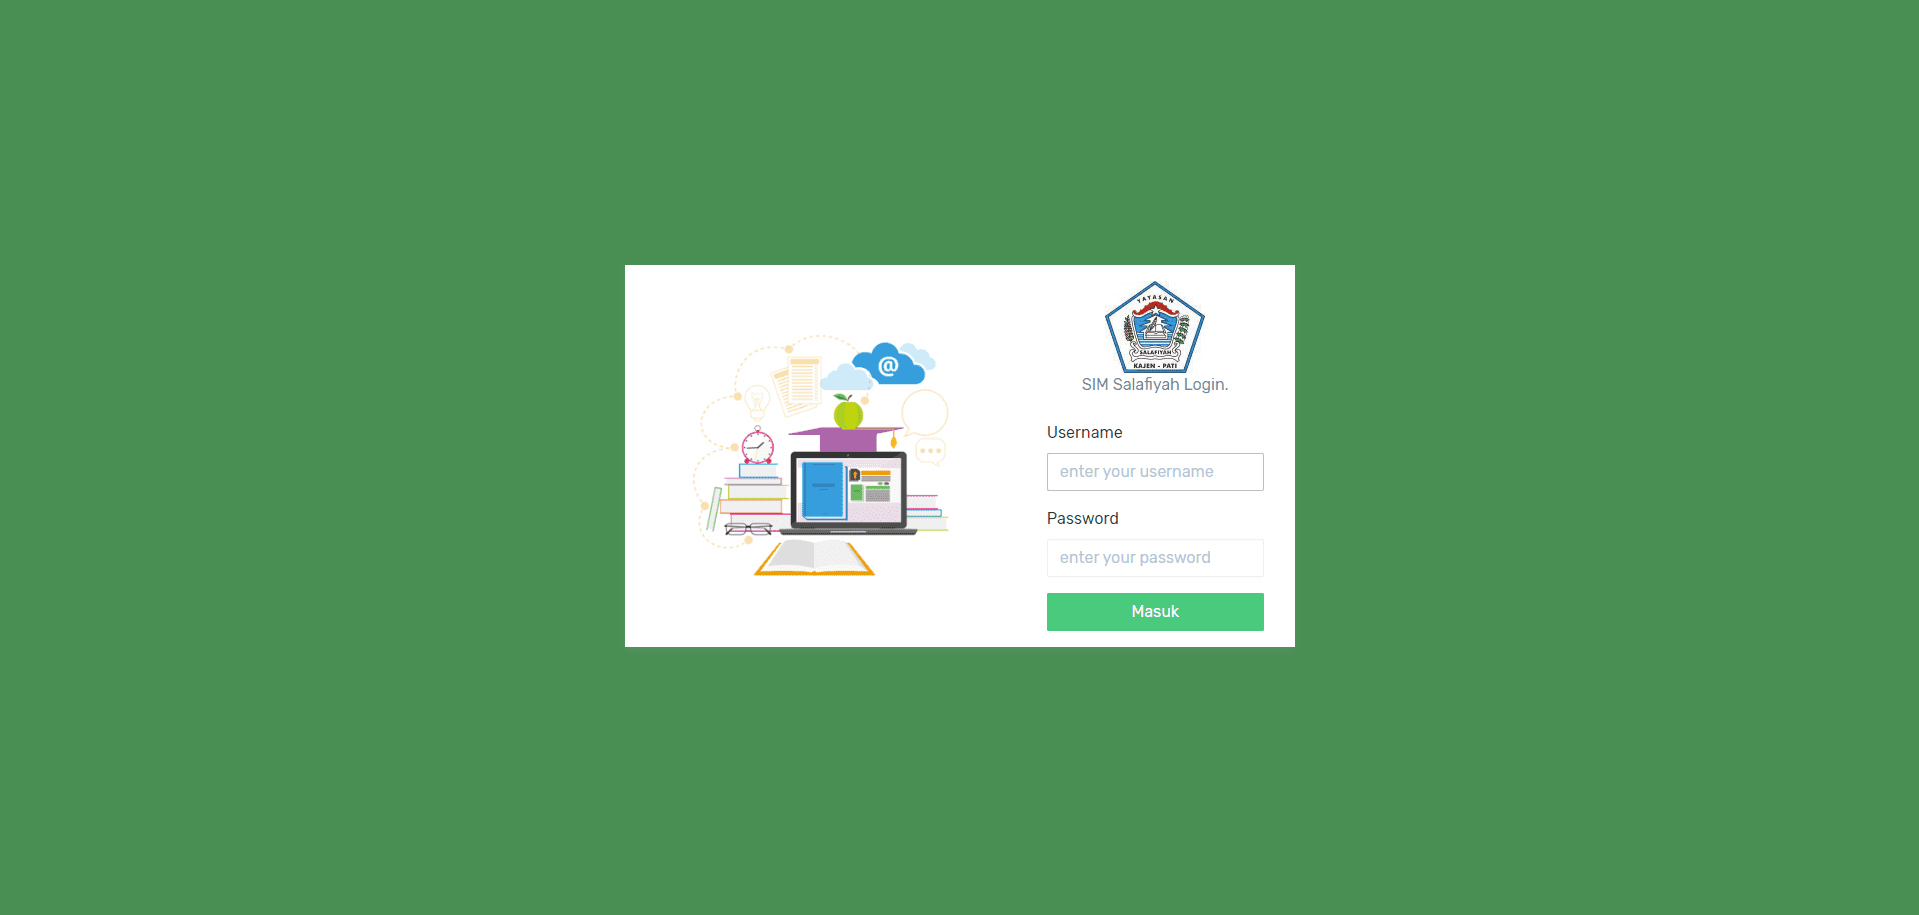 YAYASAN
SALAFIYAH
KAJEN - PATI
SIM Salafiyah Login.
Username
enter your username
Password
enter your password
Masuk
@